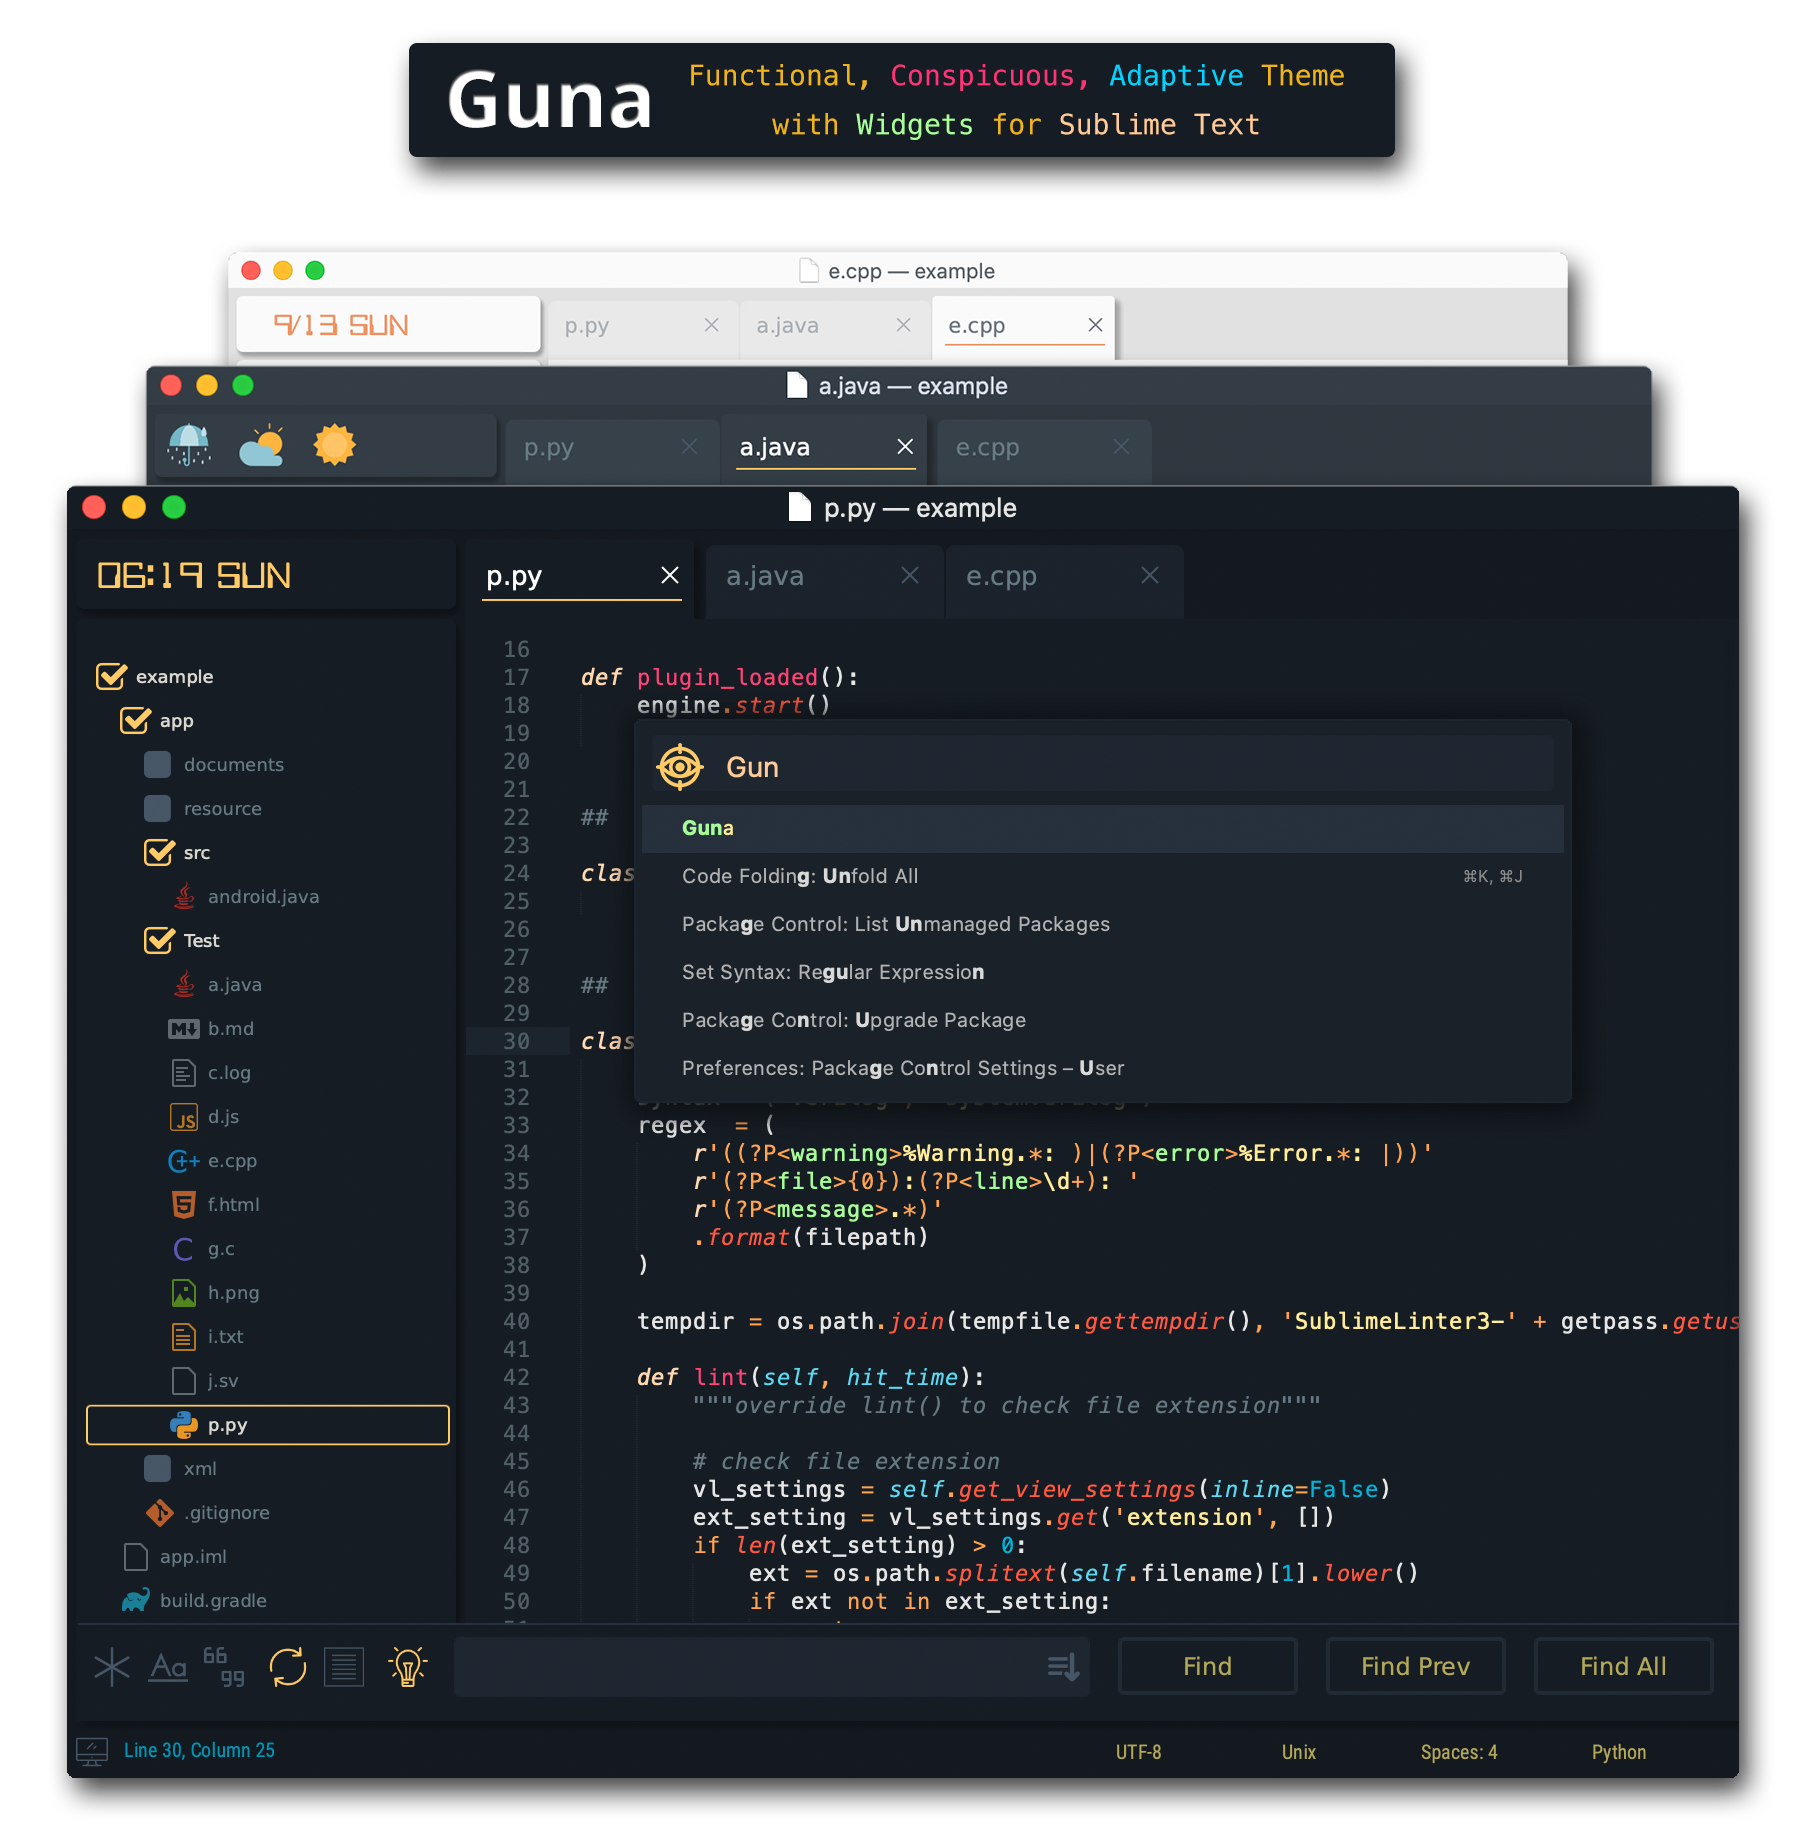 Guna
Functional, Conspicuous, Adaptive Theme
with Widgets for Sublime Text
e.cpp — example
9/13 SUN
p.py
a.java
e.cpp
a.java — example
p.py
a.java
e.cpp
p.py — example
06:19 SUN
p.py
a.java
e.cpp
example
app
documents
resource
src
android.java
Test
a.java
b.md
c.log
JS d.js
e.cpp
f.html
g.c
h.png
i.txt
j.sv
p.py
xml
.gitignore
app.iml
build.gradle
16
17 def plugin_loaded():
18 engine.start()
19
20
21
22 ##
23
24 clas
25
26
27
28 ##
29
30 clas
31
32
33 regex = (
34 r'((?P<warning>%Warning.*: )|(?P<error>%Error.*: |))'
35 r'(?P<file>{0}):(?P<line>\d+): '
36 r'(?P<message>.*)'
37 .format(filepath)
38 )
39
40 tempdir = os.path.join(tempfile.gettempdir(), 'SublimeLinter3-' + getpass.getus
41
42 def lint(self, hit_time):
43 """override lint() to check file extension"""
44
45 # check file extension
46 vl_settings = self.get_view_settings(inline=False)
47 ext_setting = vl_settings.get('extension', [])
48 if len(ext_setting) > 0:
49 ext = os.path.splitext(self.filename)[1].lower()
50 if ext not in ext_setting:
Gun
Guna
Code Folding: Unfold All ⌘K, ⌘J
Package Control: List Unmanaged Packages
Set Syntax: Regular Expression
Package Control: Upgrade Package
Preferences: Package Control Settings – User
Aa
66
99
Find
Find Prev
Find All
Line 30, Column 25
UTF-8
Unix
Spaces: 4
Python